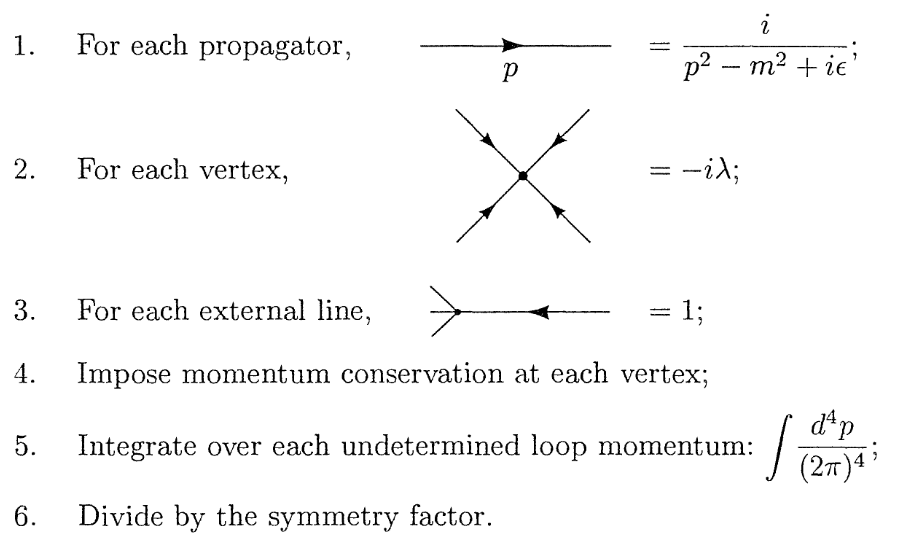 1. For each propagator, p = i / (p² − m² + iϵ);
2. For each vertex, = −iλ;
3. For each external line, = 1;
4. Impose momentum conservation at each vertex;
5. Integrate over each undetermined loop momentum: ∫ d⁴p / (2π)⁴;
6. Divide by the symmetry factor.